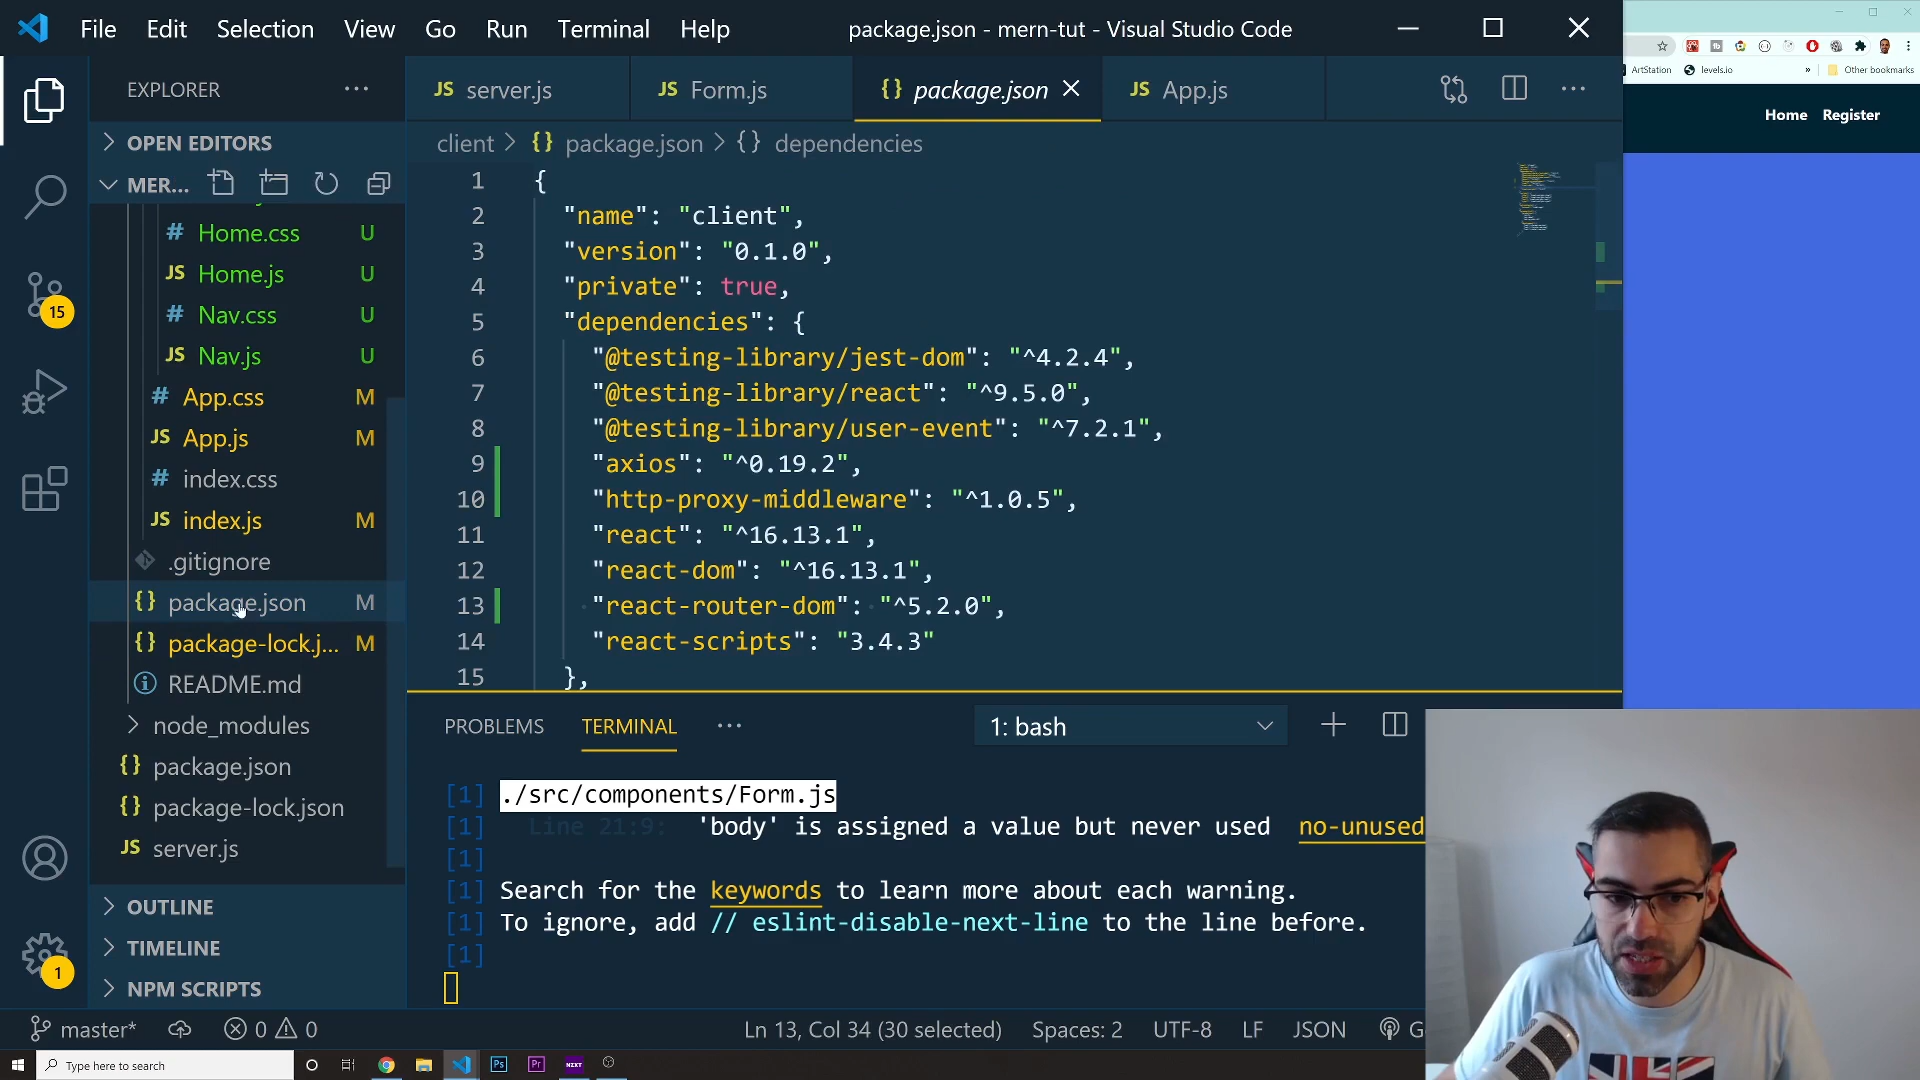 File Edit Selection View Go Run Terminal Help
package.json - mern-tut - Visual Studio Code
ArtStation levels.io » Other bookmarks
Home Register
EXPLORER
OPEN EDITORS
MER...
Home.css U
Home.js U
Nav.css U
Nav.js U
App.css M
App.js M
index.css
index.js M
.gitignore
package.json M
package-lock.j... M
README.md
node_modules
package.json
package-lock.json
server.js
OUTLINE
TIMELINE
NPM SCRIPTS
15
1
JS server.js JS Form.js {} package.json JS App.js
client > {} package.json > {} dependencies
1 {
2 "name": "client",
3 "version": "0.1.0",
4 "private": true,
5 "dependencies": {
6 "@testing-library/jest-dom": "^4.2.4",
7 "@testing-library/react": "^9.5.0",
8 "@testing-library/user-event": "^7.2.1",
9 "axios": "^0.19.2",
10 "http-proxy-middleware": "^1.0.5",
11 "react": "^16.13.1",
12 "react-dom": "^16.13.1",
13 "react-router-dom": "^5.2.0",
14 "react-scripts": "3.4.3"
15 },
PROBLEMS TERMINAL ... 1: bash
[1] ./src/components/Form.js
[1] Line 21:9: 'body' is assigned a value but never used no-unused
[1]
[1] Search for the keywords to learn more about each warning.
[1] To ignore, add // eslint-disable-next-line to the line before.
[1]
master* 0 0 Ln 13, Col 34 (30 selected) Spaces: 2 UTF-8 LF JSON G
Type here to search Ps Pr NZXT